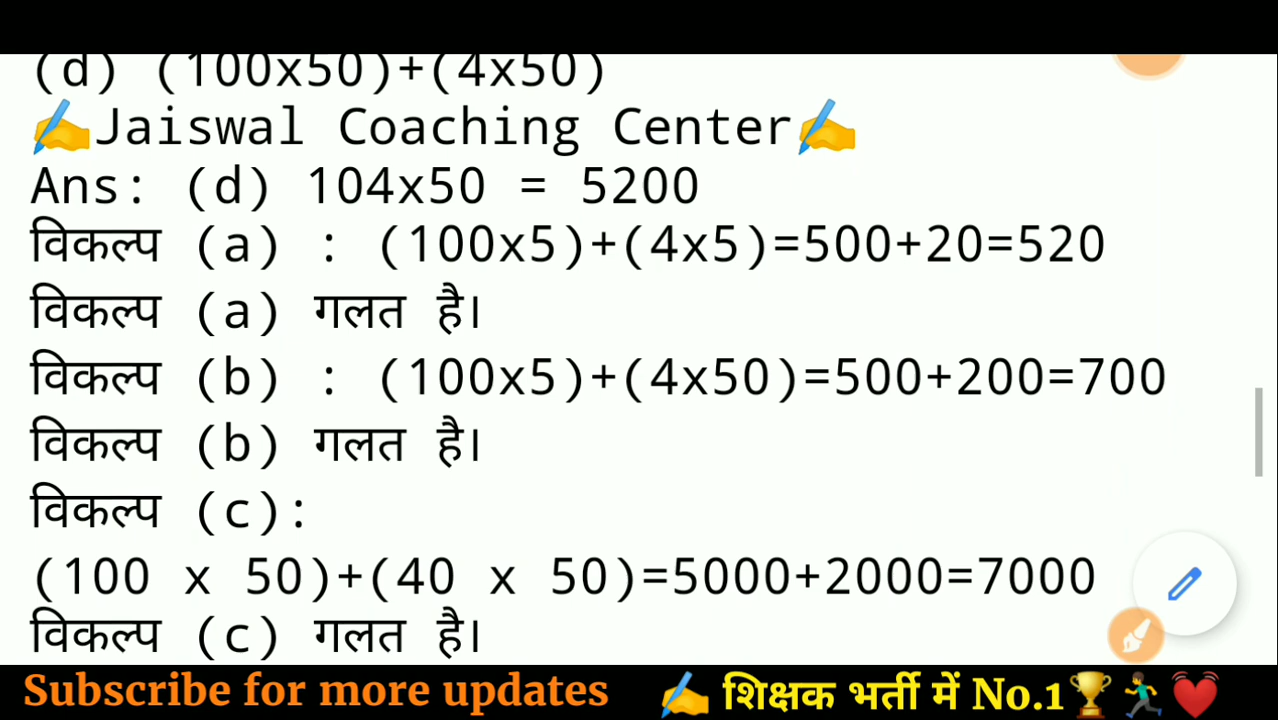 (d) (100x50)+(4x50)
✍Jaiswal Coaching Center✍
Ans: (d) 104x50 = 5200
विकल्प (a) : (100x5)+(4x5)=500+20=520
विकल्प (a) गलत है।
विकल्प (b) : (100x5)+(4x50)=500+200=700
विकल्प (b) गलत है।
विकल्प (c):
(100 x 50)+(40 x 50)=5000+2000=7000
विकल्प (c) गलत है।
Subscribe for more updates ✍ शिक्षक भर्ती में No.1🏆🏃‍♂️💓